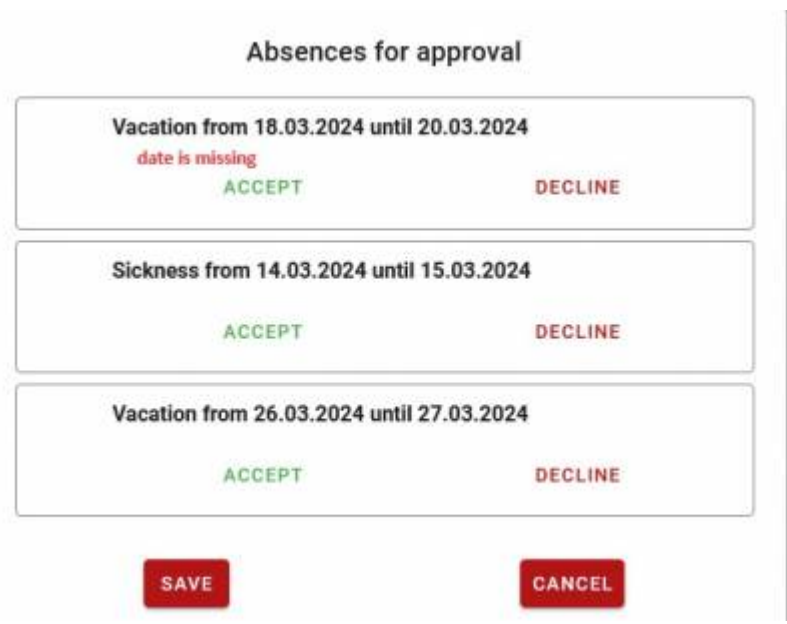 Absences for approval
Vacation from 18.03.2024 until 20.03.2024
date is missing
ACCEPT DECLINE
Sickness from 14.03.2024 until 15.03.2024
ACCEPT DECLINE
Vacation from 26.03.2024 until 27.03.2024
ACCEPT DECLINE
SAVE CANCEL